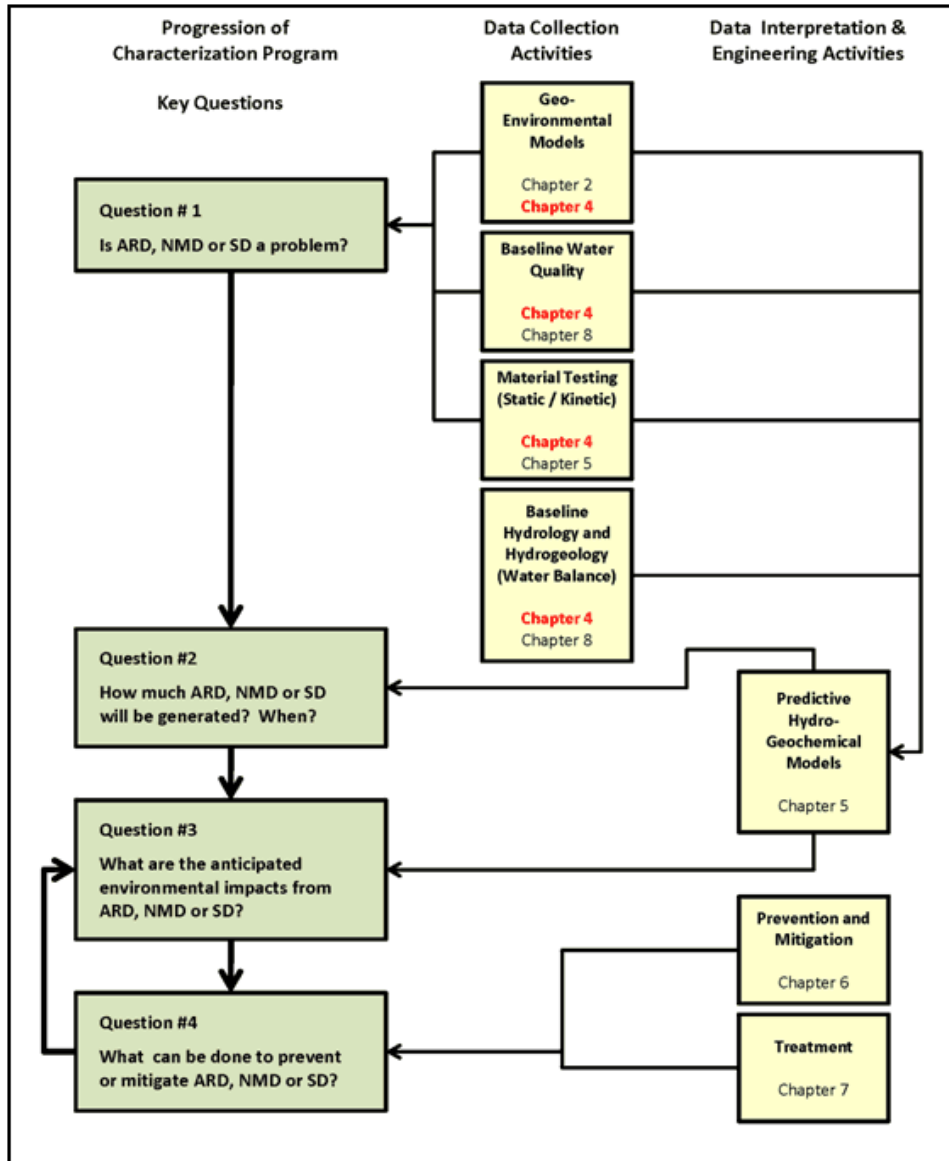 Progression of
Characterization Program
Key Questions
Data Collection
Activities
Data Interpretation &
Engineering Activities
Geo-
Environmental
Models
Chapter 2
Chapter 4
Question # 1
Is ARD, NMD or SD a problem?
Baseline Water
Quality
Chapter 4
Chapter 8
Material Testing
(Static / Kinetic)
Chapter 4
Chapter 5
Baseline
Hydrology and
Hydrogeology
(Water Balance)
Chapter 4
Chapter 8
Question #2
How much ARD, NMD or SD
will be generated? When?
Predictive
Hydro-
Geochemical
Models
Chapter 5
Question #3
What are the anticipated
environmental impacts from
ARD, NMD or SD?
Prevention and
Mitigation
Chapter 6
Question #4
What can be done to prevent
or mitigate ARD, NMD or SD?
Treatment
Chapter 7